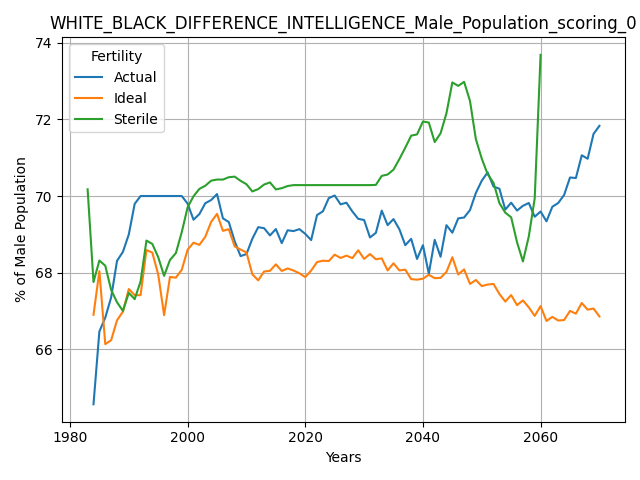 WHITE_BLACK_DIFFERENCE_INTELLIGENCE_Male_Population_scoring_0
74
72
70
68
66
% of Male Population
Fertility
Actual
Ideal
Sterile
1980
2000
2020
2040
2060
Years